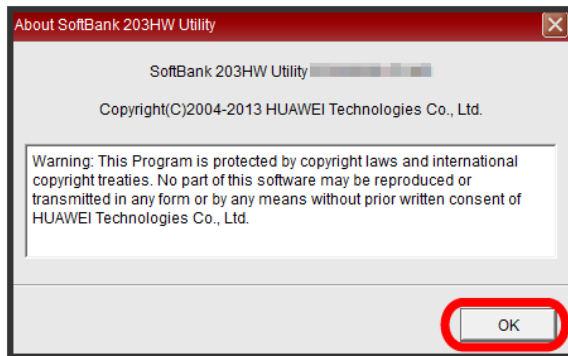 About SoftBank 203HW Utility
SoftBank 203HW Utility
Copyright(C)2004-2013 HUAWEI Technologies Co., Ltd.
Warning: This Program is protected by copyright laws and international
copyright treaties. No part of this software may be reproduced or
transmitted in any form or by any means without prior written consent of
HUAWEI Technologies Co., Ltd.
OK